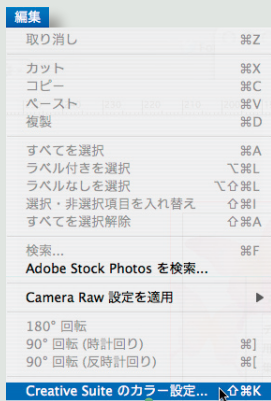 編集
取り消し ⌘Z
カット ⌘X
コピー ⌘C
ペースト ⌘V
複製 ⌘D
すべてを選択 ⌘A
ラベル付きを選択 ⌥⌘L
ラベルなしを選択 ⌥⇧⌘L
選択・非選択項目を入れ替え ⇧⌘I
すべてを選択解除 ⇧⌘A
検索... ⌘F
Adobe Stock Photos を検索...
Camera Raw 設定を適用 ▶
180° 回転
90° 回転 (時計回り) ⌘]
90° 回転 (反時計回り) ⌘[
Creative Suite のカラー設定... ⇧⌘K